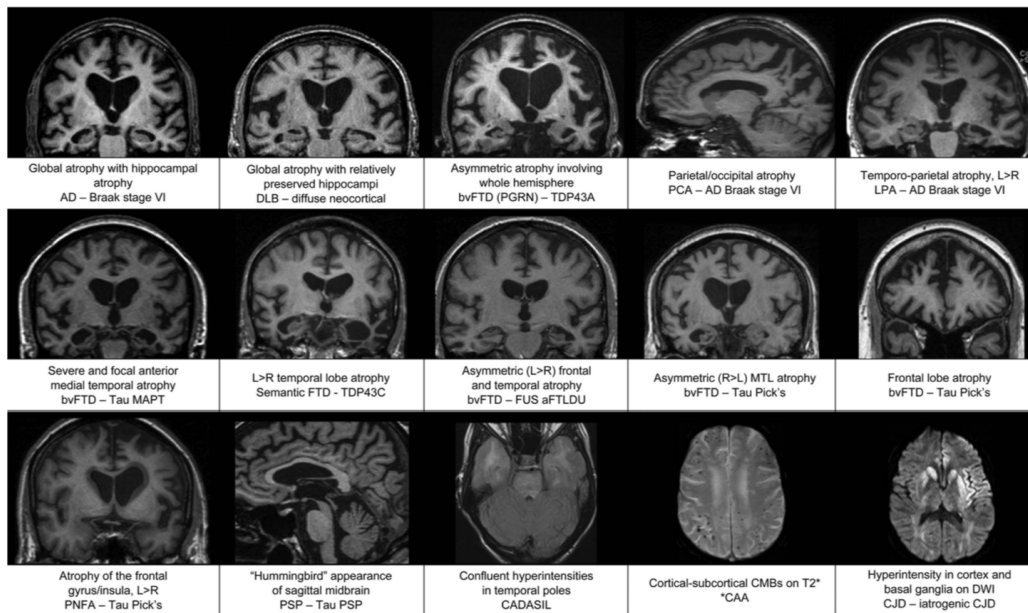 Global atrophy with hippocampal
atrophy
AD – Braak stage VI
Global atrophy with relatively
preserved hippocampi
DLB – diffuse neocortical
Asymmetric atrophy involving
whole hemisphere
bvFTD (PGRN) – TDP43A
Parietal/occipital atrophy
PCA – AD Braak stage VI
Temporo-parietal atrophy, L>R
LPA – AD Braak stage VI
Severe and focal anterior
medial temporal atrophy
bvFTD – Tau MAPT
L>R temporal lobe atrophy
Semantic FTD - TDP43C
Asymmetric (L>R) frontal
and temporal atrophy
bvFTD – FUS aFTLDU
Asymmetric (R>L) MTL atrophy
bvFTD – Tau Pick's
Frontal lobe atrophy
bvFTD – Tau Pick's
Atrophy of the frontal
gyrus/insula, L>R
PNFA – Tau Pick's
“Hummingbird” appearance
of sagittal midbrain
PSP – Tau PSP
Confluent hyperintensities
in temporal poles
CADASIL
Cortical-subcortical CMBs on T2*
*CAA
Hyperintensity in cortex and
basal ganglia on DWI
CJD – iatrogenic CJD